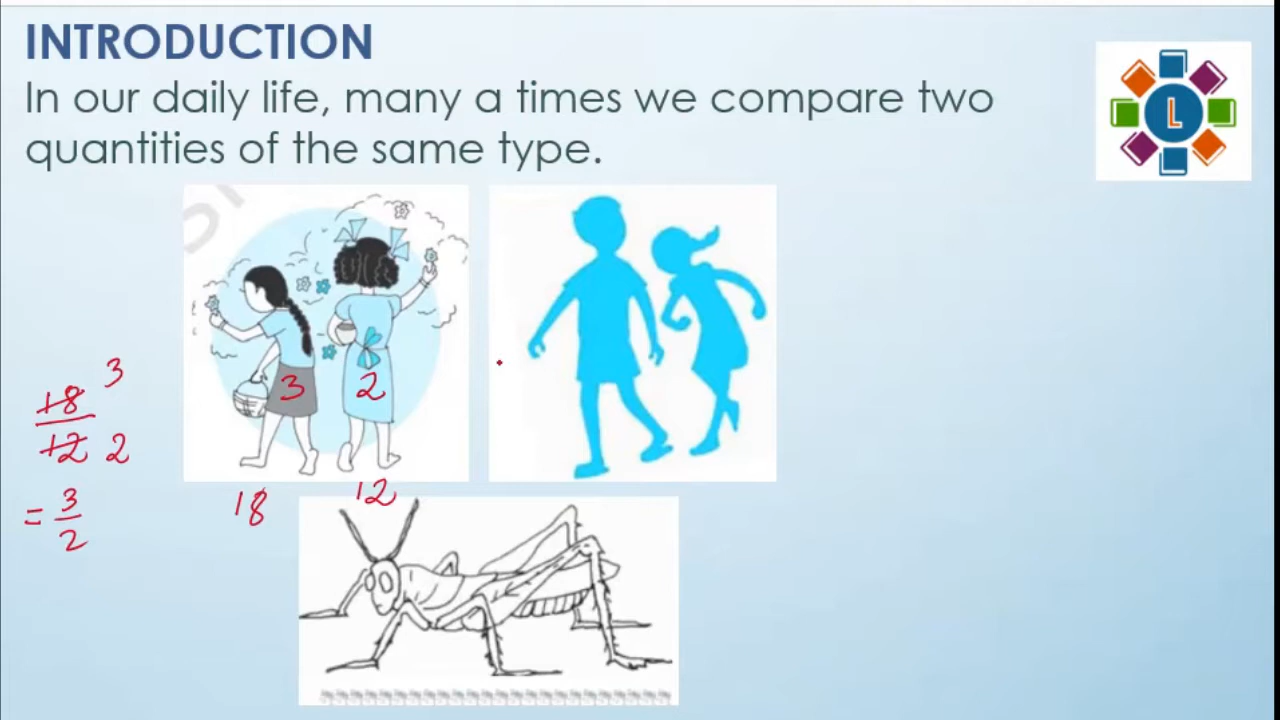 INTRODUCTION
In our daily life, many a times we compare two
quantities of the same type.
L
3
18
12 2
= 3/2
3 2
18 12